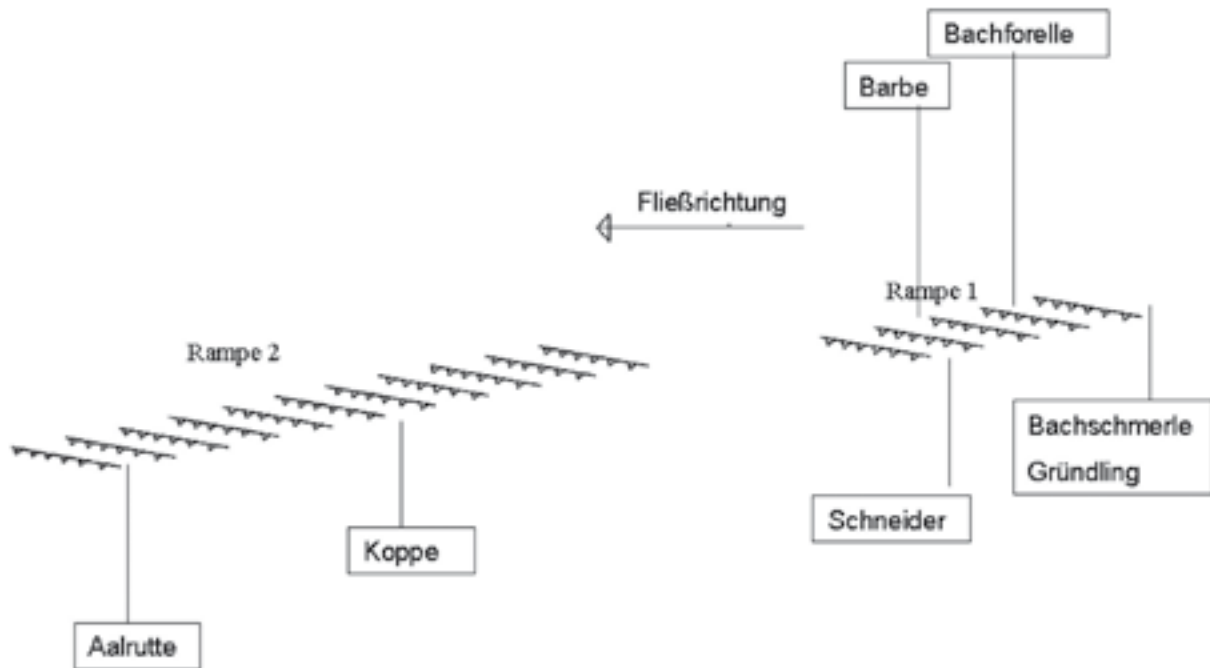 Bachforelle
Barbe
Fließrichtung
Rampe 1
Rampe 2
Bachschmerle
Gründling
Schneider
Koppe
Aalrutte